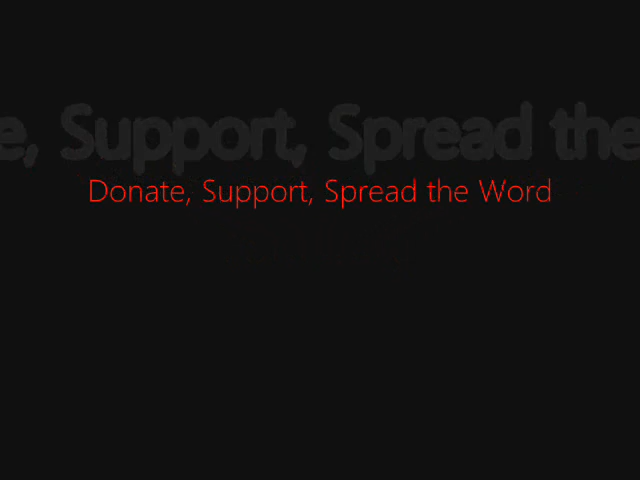 e, Support, Spread the
Donate, Support, Spread the Word